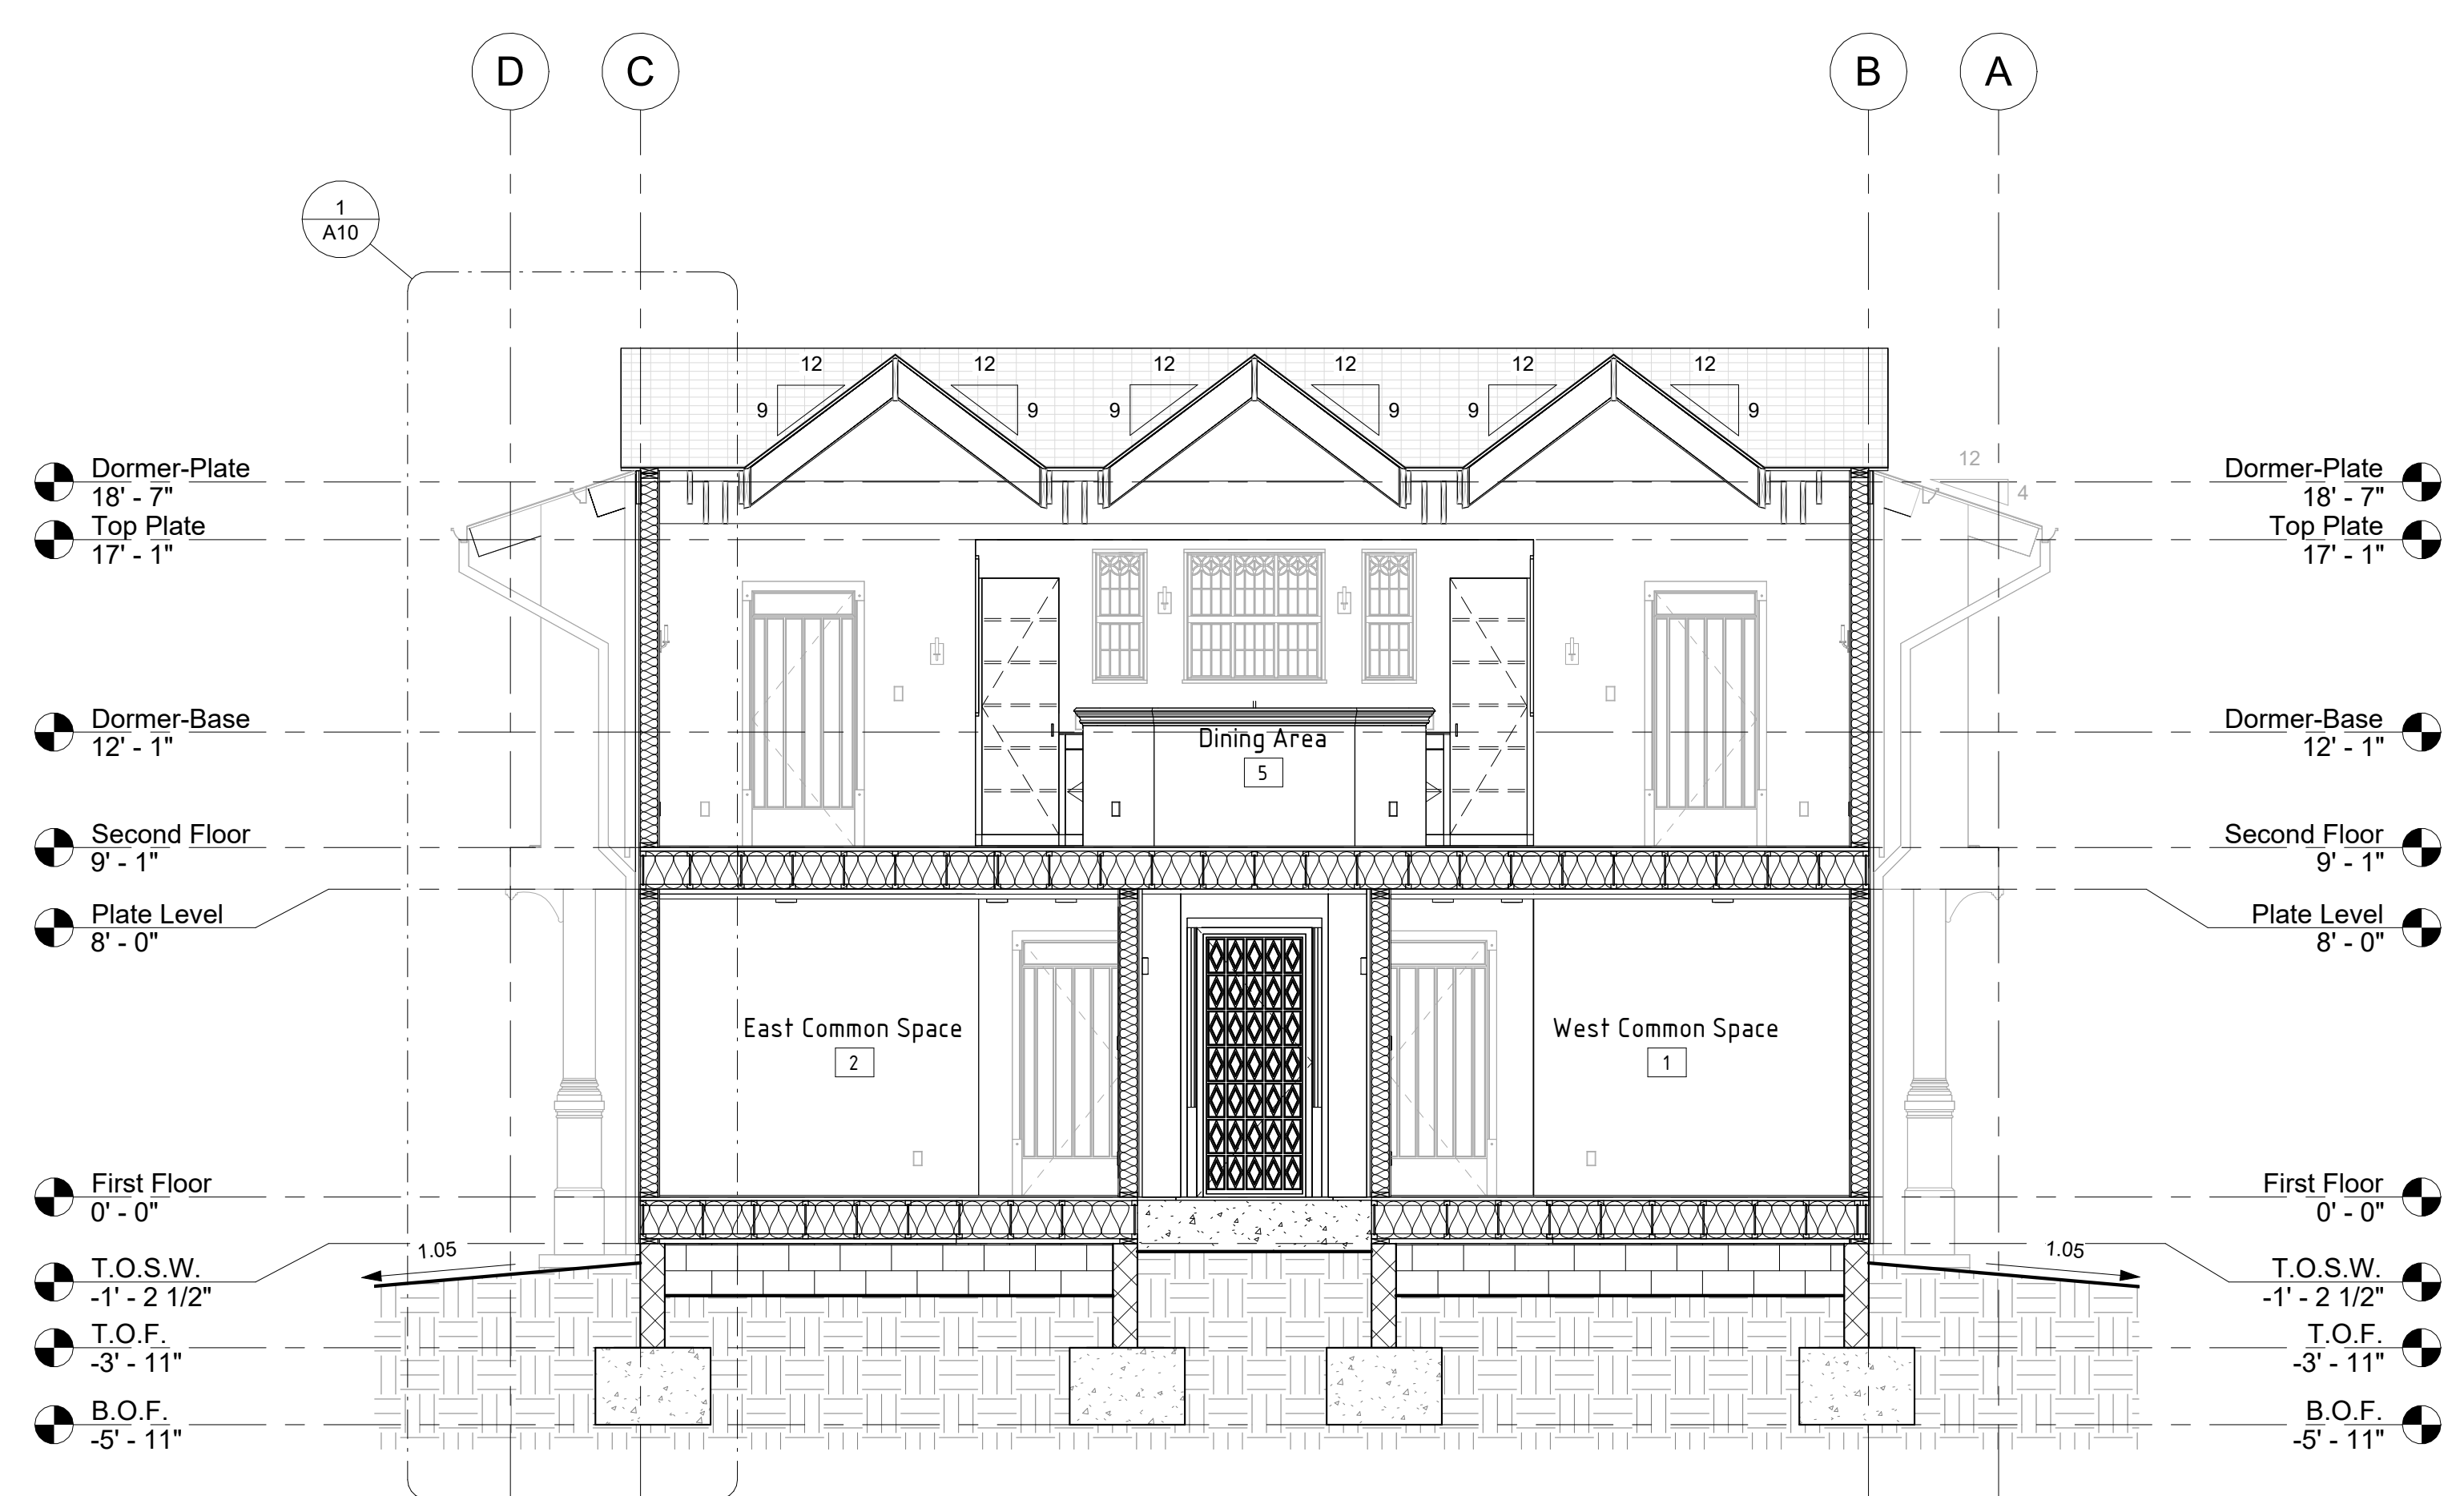 D C B A
1
A10
12 12 12 12 12 12
9 9 9 9 9 9
12
4
Dormer-Plate
18' - 7"
Top Plate
17' - 1"
Dormer-Base
12' - 1"
Second Floor
9' - 1"
Plate Level
8' - 0"
First Floor
0' - 0"
T.O.S.W.
-1' - 2 1/2"
T.O.F.
-3' - 11"
B.O.F.
-5' - 11"
Dining Area
5
East Common Space
2
West Common Space
1
1.05
1.05
Dormer-Plate
18' - 7"
Top Plate
17' - 1"
Dormer-Base
12' - 1"
Second Floor
9' - 1"
Plate Level
8' - 0"
First Floor
0' - 0"
T.O.S.W.
-1' - 2 1/2"
T.O.F.
-3' - 11"
B.O.F.
-5' - 11"